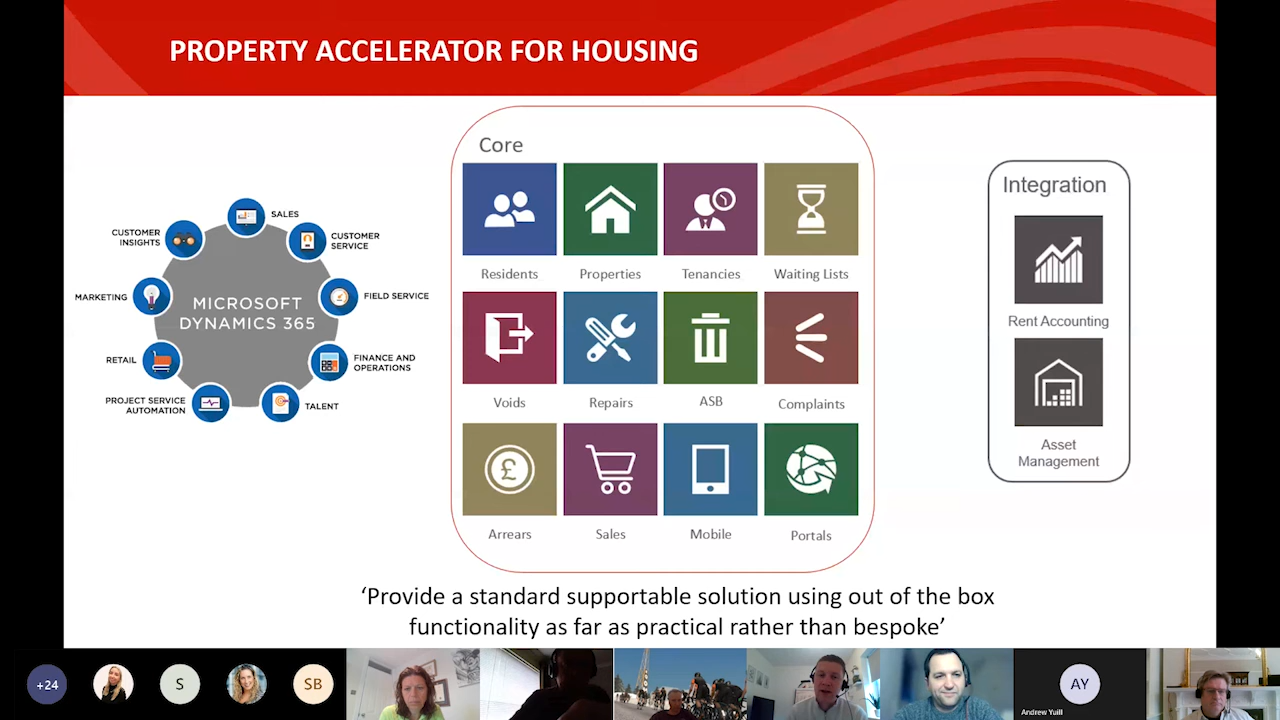 PROPERTY ACCELERATOR FOR HOUSING
MICROSOFT
DYNAMICS 365
SALES
CUSTOMER
SERVICE
FIELD SERVICE
FINANCE AND
OPERATIONS
TALENT
PROJECT SERVICE
AUTOMATION
RETAIL
MARKETING
CUSTOMER
INSIGHTS
Core
Residents
Properties
Tenancies
Waiting Lists
Voids
Repairs
ASB
Complaints
£
Arrears
Sales
Mobile
Portals
Integration
Rent Accounting
Asset
Management
‘Provide a standard supportable solution using out of the box
functionality as far as practical rather than bespoke’
+24
S
SB
AY
Andrew Yuill